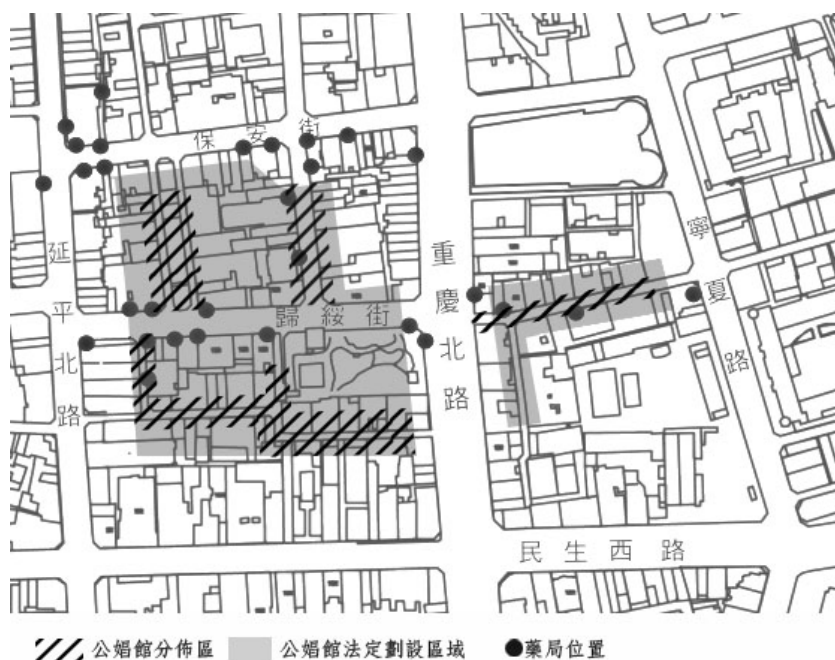 保安街
延平北路
重慶北路
寧夏路
歸綏街
民生西路
公娼館分佈區 公娼館法定劃設區域 ●藥局位置